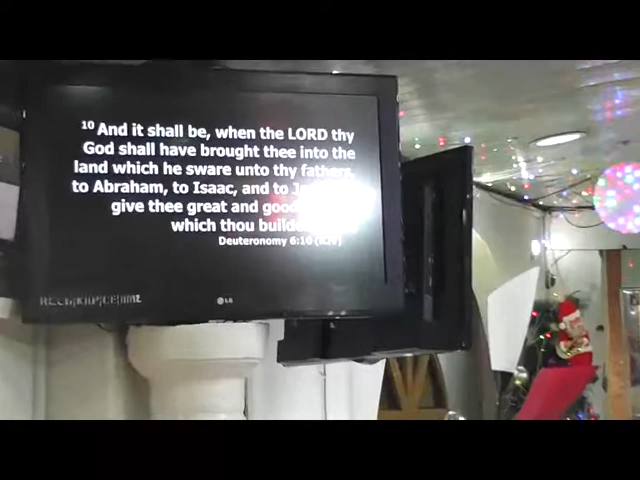 10 And it shall be, when the LORD thy
God shall have brought thee into the
land which he sware unto thy fathers,
to Abraham, to Isaac, and to
give thee great and
which thou
Deuteronomy 6:10 (KJV)
LG